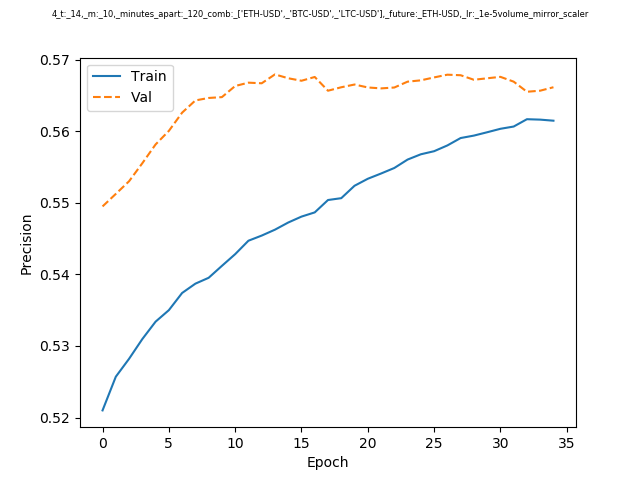 4_t:_14,_m:_10,_minutes_apart:_120_comb:_['ETH-USD',_'BTC-USD',_'LTC-USD'],_future:_ETH-USD,_lr:_1e-5volume_mirror_scaler
0.57
Train
Val
0.56
0.55
0.54
0.53
0.52
Precision
0 5 10 15 20 25 30 35
Epoch